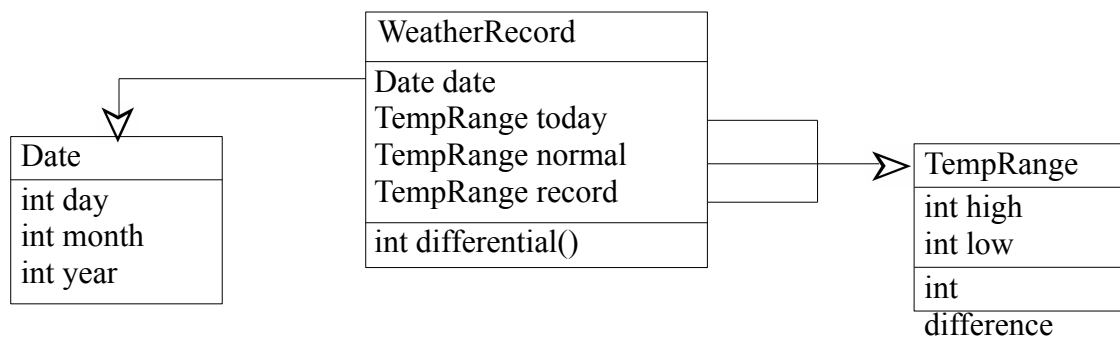 WeatherRecord
Date date
TempRange today
TempRange normal
TempRange record
int differential()
Date
int day
int month
int year
TempRange
int high
int low
int
difference